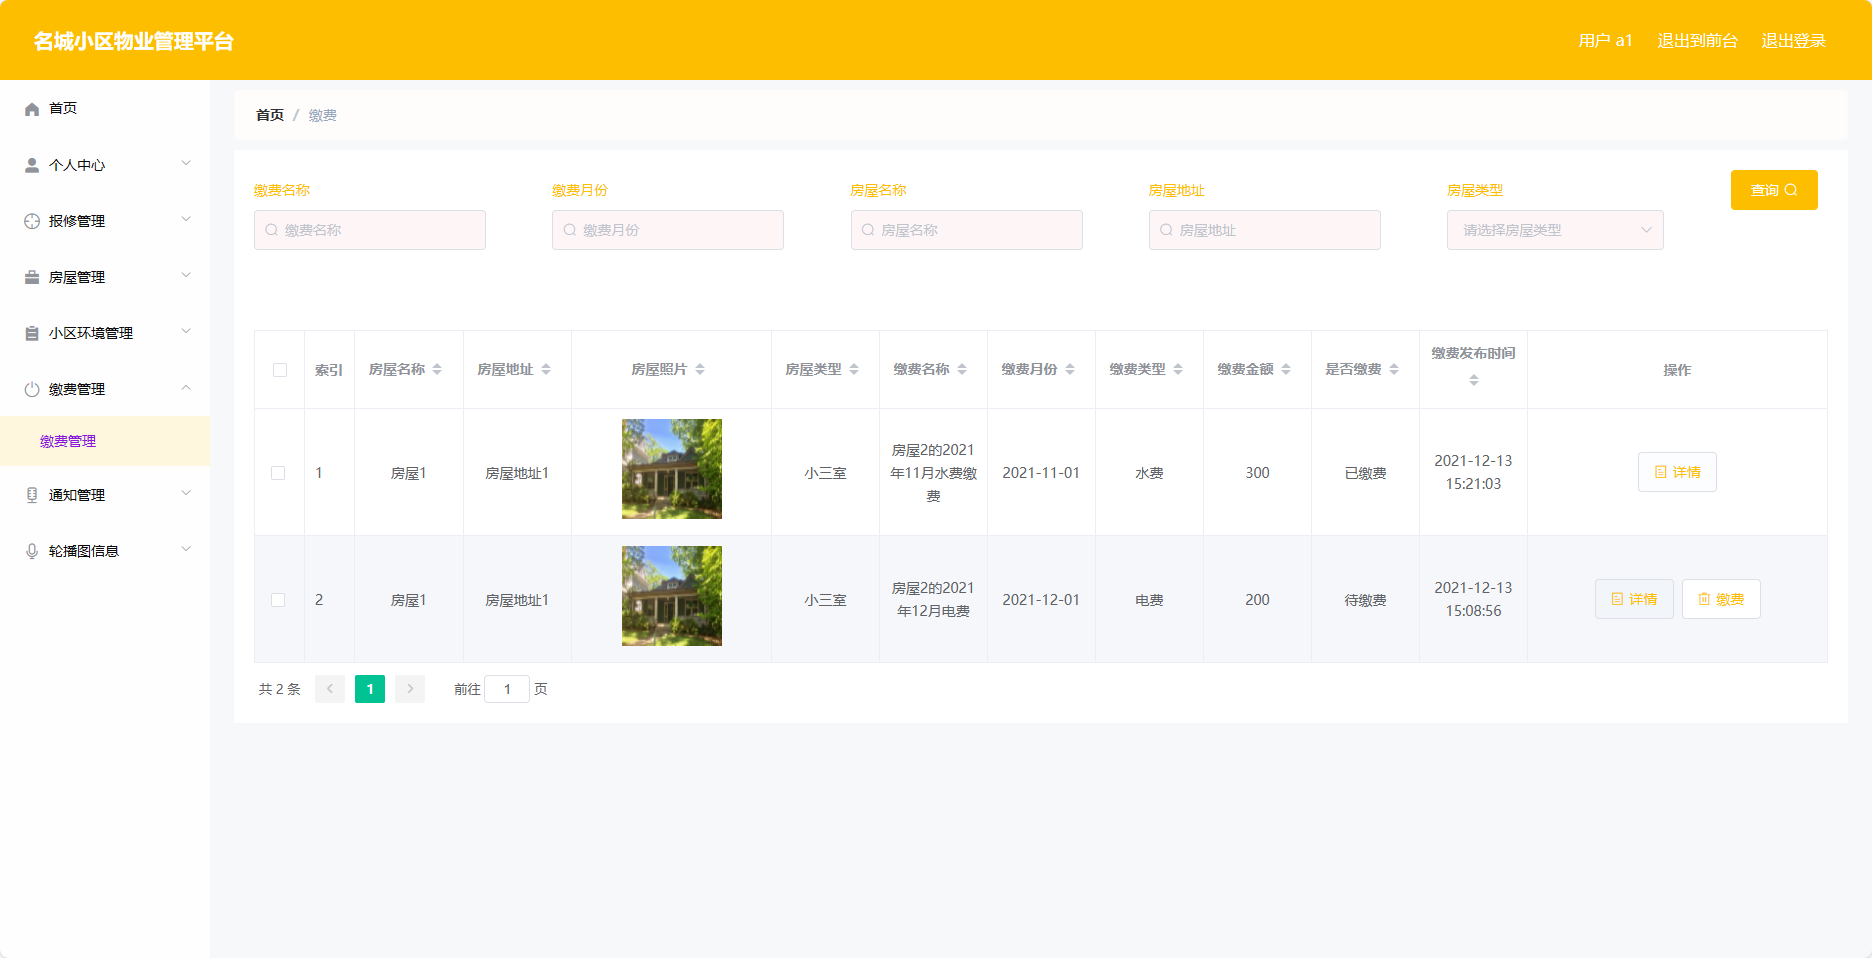 名城小区物业管理平台
用户 a1 退出到前台 退出登录
首页
个人中心
报修管理
房屋管理
小区环境管理
缴费管理
缴费管理
通知管理
轮播图信息
首页 / 缴费
缴费名称 缴费月份 房屋名称 房屋地址 房屋类型
查询
缴费名称 缴费月份 房屋名称 房屋地址 请选择房屋类型
索引 房屋名称 房屋地址 房屋照片 房屋类型 缴费名称 缴费月份 缴费类型 缴费金额 是否缴费 缴费发布时间 操作
1 房屋1 房屋地址1 小三室
房屋2的2021
年11月水费缴
费
2021-11-01 水费 300 已缴费
2021-12-13
15:21:03
详情
2 房屋1 房屋地址1 小三室
房屋2的2021
年12月电费
2021-12-01 电费 200 待缴费
2021-12-13
15:08:56
详情 缴费
共 2 条 1 前往 1 页